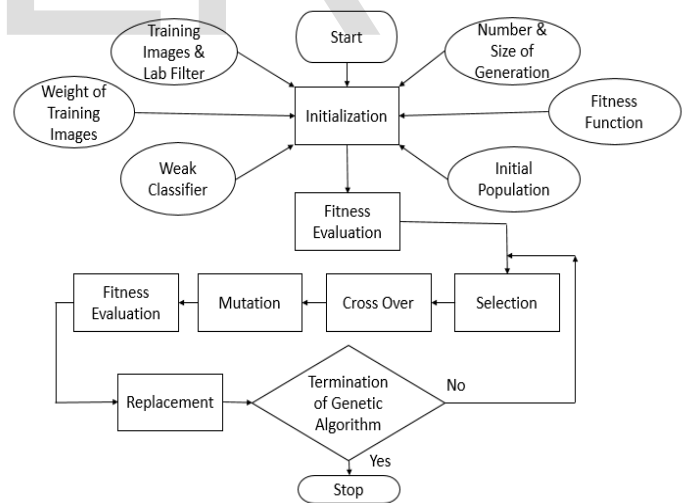 Start
Training
Images &
Lab Filter
Number &
Size of
Generation
Weight of
Training
Images
Initialization
Fitness
Function
Weak
Classifier
Initial
Population
Fitness
Evaluation
Fitness
Evaluation
Mutation
Cross Over
Selection
Replacement
Termination
of Genetic
Algorithm
No
Yes
Stop